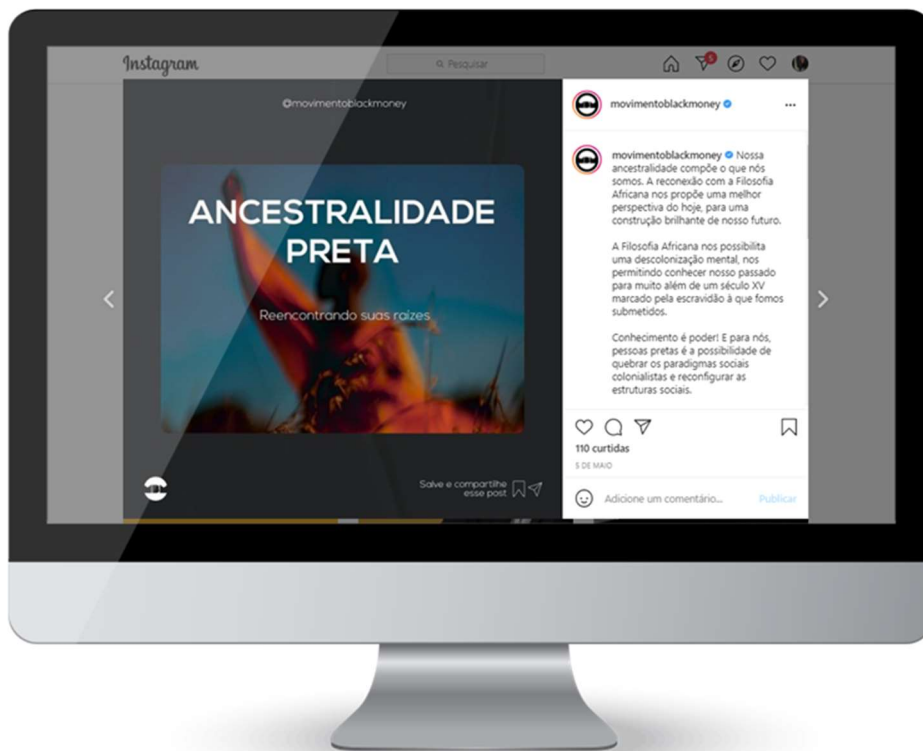 Instagram
Pesquisar
5
@movimentoblackmoney
ANCESTRALIDADE
PRETA
Reencontrando suas raízes
Salve e compartilhe
esse post
movimentoblackmoney
movimentoblackmoney Nossa
ancestralidade compõe o que nós
somos. A reconexão com a Filosofia
Africana nos propõe uma melhor
perspectiva do hoje, para uma
construção brilhante de nosso futuro.
A Filosofia Africana nos possibilita
uma descolonização mental, nos
permitindo conhecer nosso passado
para muito além de um século XV
marcado pela escravidão à que fomos
submetidos.
Conhecimento é poder! E para nós,
pessoas pretas é a possibilidade de
quebrar os paradigmas sociais
colonialistas e reconfigurar as
estruturas sociais.
110 curtidas
5 DE MAIO
Adicione um comentário...
Publicar